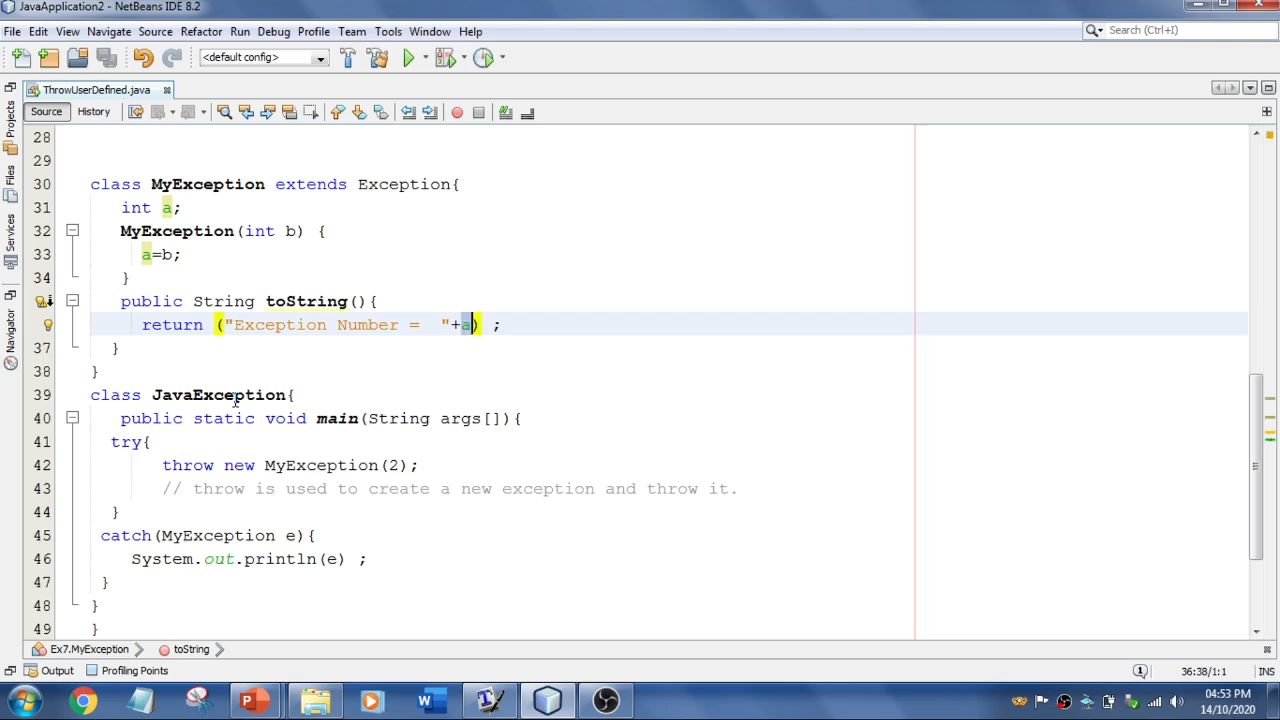 JavaApplication2 - NetBeans IDE 8.2
File Edit View Navigate Source Refactor Run Debug Profile Team Tools Window Help
Search (Ctrl+I)
<default config>
ThrowUserDefined.java
Source History
Projects
Files
Services
Navigator
28
29
30 class MyException extends Exception{
31 int a;
32 MyException(int b) {
33 a=b;
34 }
public String toString(){
return ("Exception Number =  "+a) ;
37 }
38 }
39 class JavaException{
40 public static void main(String args[]){
41 try{
42 throw new MyException(2);
43 // throw is used to create a new exception and throw it.
44 }
45 catch(MyException e){
46 System.out.println(e) ;
47 }
48 }
49 }
Ex7.MyException toString
Output Profiling Points
1
36:38/1:1 INS
04:53 PM
14/10/2020